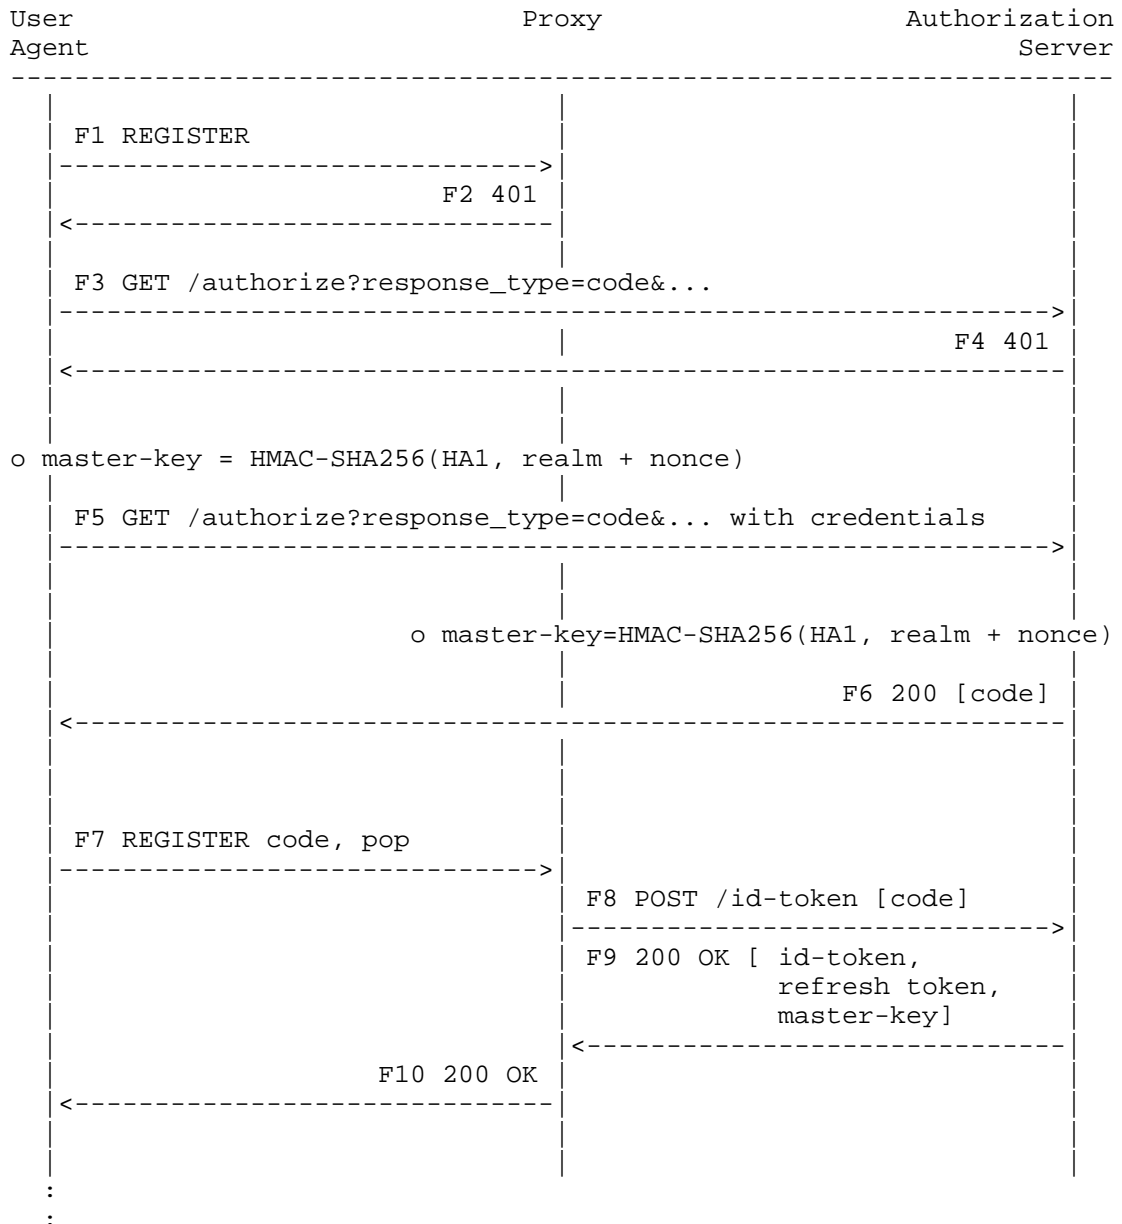 User Proxy Authorization
Agent Server
F1 REGISTER
F2 401
F3 GET /authorize?response_type=code&...
F4 401
o master-key = HMAC-SHA256(HA1, realm + nonce)
F5 GET /authorize?response_type=code&... with credentials
o master-key=HMAC-SHA256(HA1, realm + nonce)
F6 200 [code]
F7 REGISTER code, pop
F8 POST /id-token [code]
F9 200 OK [ id-token,
refresh token,
master-key]
F10 200 OK
:
: